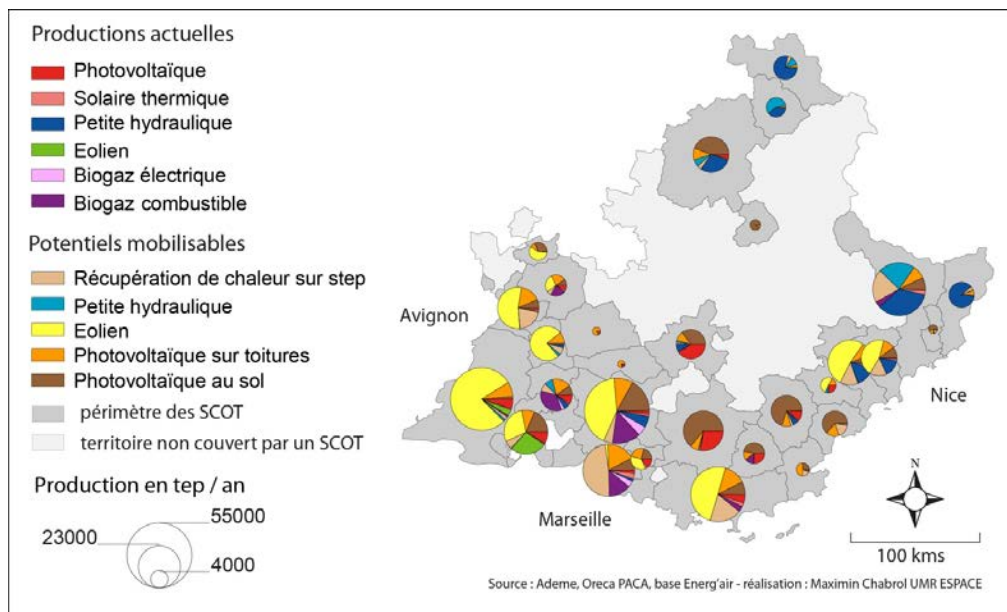 Productions actuelles
Photovoltaïque
Solaire thermique
Petite hydraulique
Eolien
Biogaz électrique
Biogaz combustible
Potentiels mobilisables
Récupération de chaleur sur step
Petite hydraulique
Eolien
Photovoltaïque sur toitures
Photovoltaïque au sol
périmètre des SCOT
territoire non couvert par un SCOT
Production en tep / an
55000
23000
4000
Avignon
Nice
Marseille
N
100 kms
Source : Ademe, Oreca PACA, base Energ'air - réalisation : Maximin Chabrol UMR ESPACE